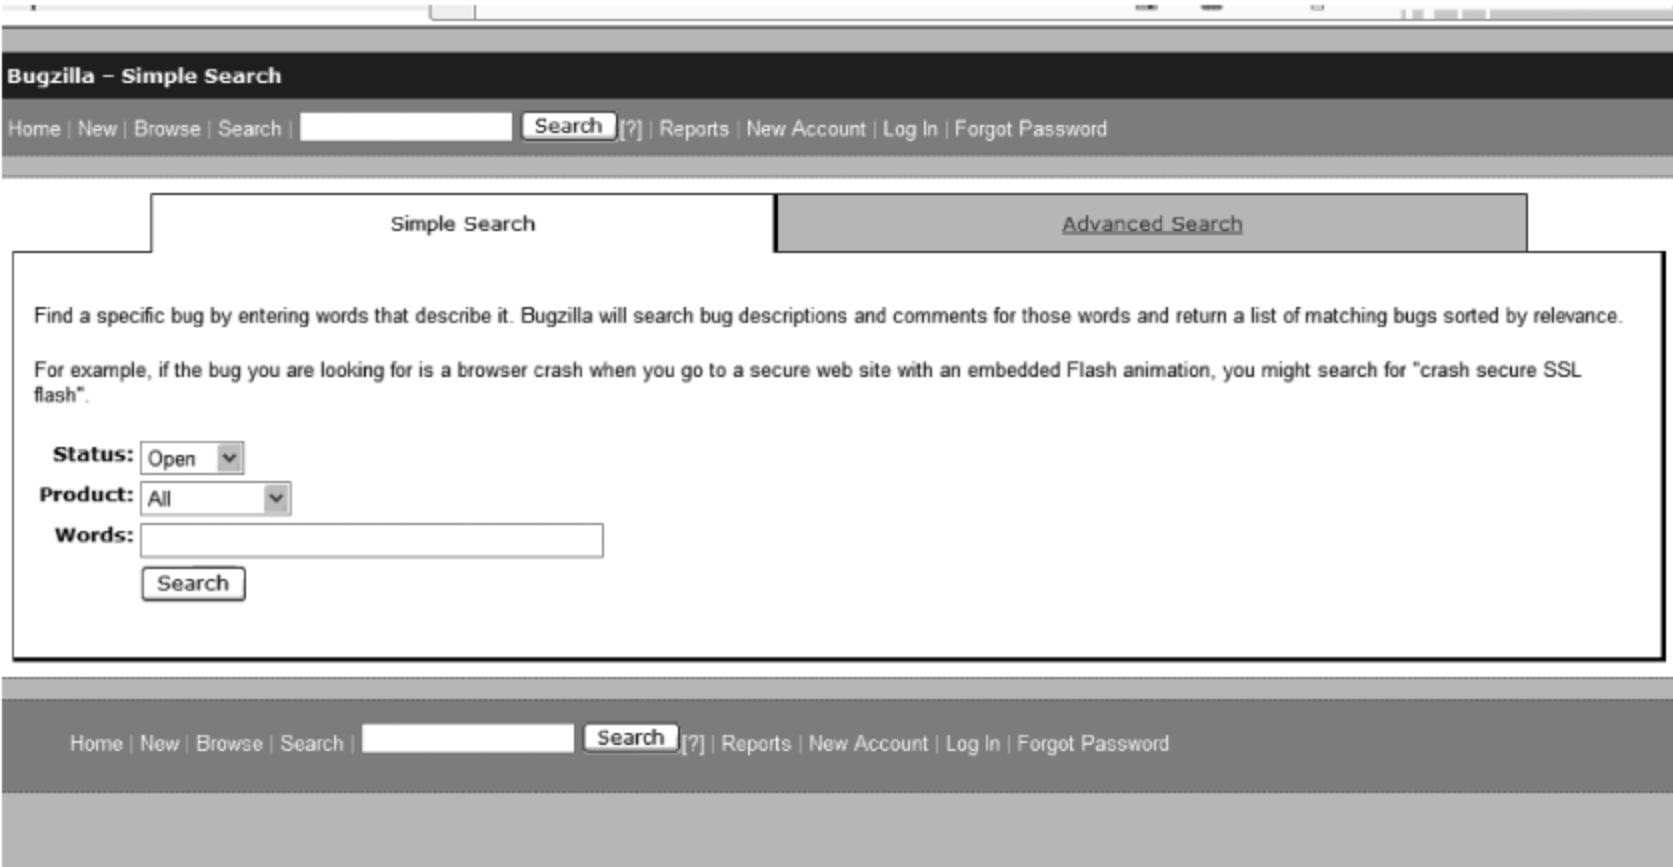 Bugzilla – Simple Search
Home | New | Browse | Search | Search [?] | Reports | New Account | Log In | Forgot Password
Simple Search Advanced Search
Find a specific bug by entering words that describe it. Bugzilla will search bug descriptions and comments for those words and return a list of matching bugs sorted by relevance.
For example, if the bug you are looking for is a browser crash when you go to a secure web site with an embedded Flash animation, you might search for "crash secure SSL
flash".
Status: Open
Product: All
Words:
Search
Home | New | Browse | Search | Search [?] | Reports | New Account | Log In | Forgot Password